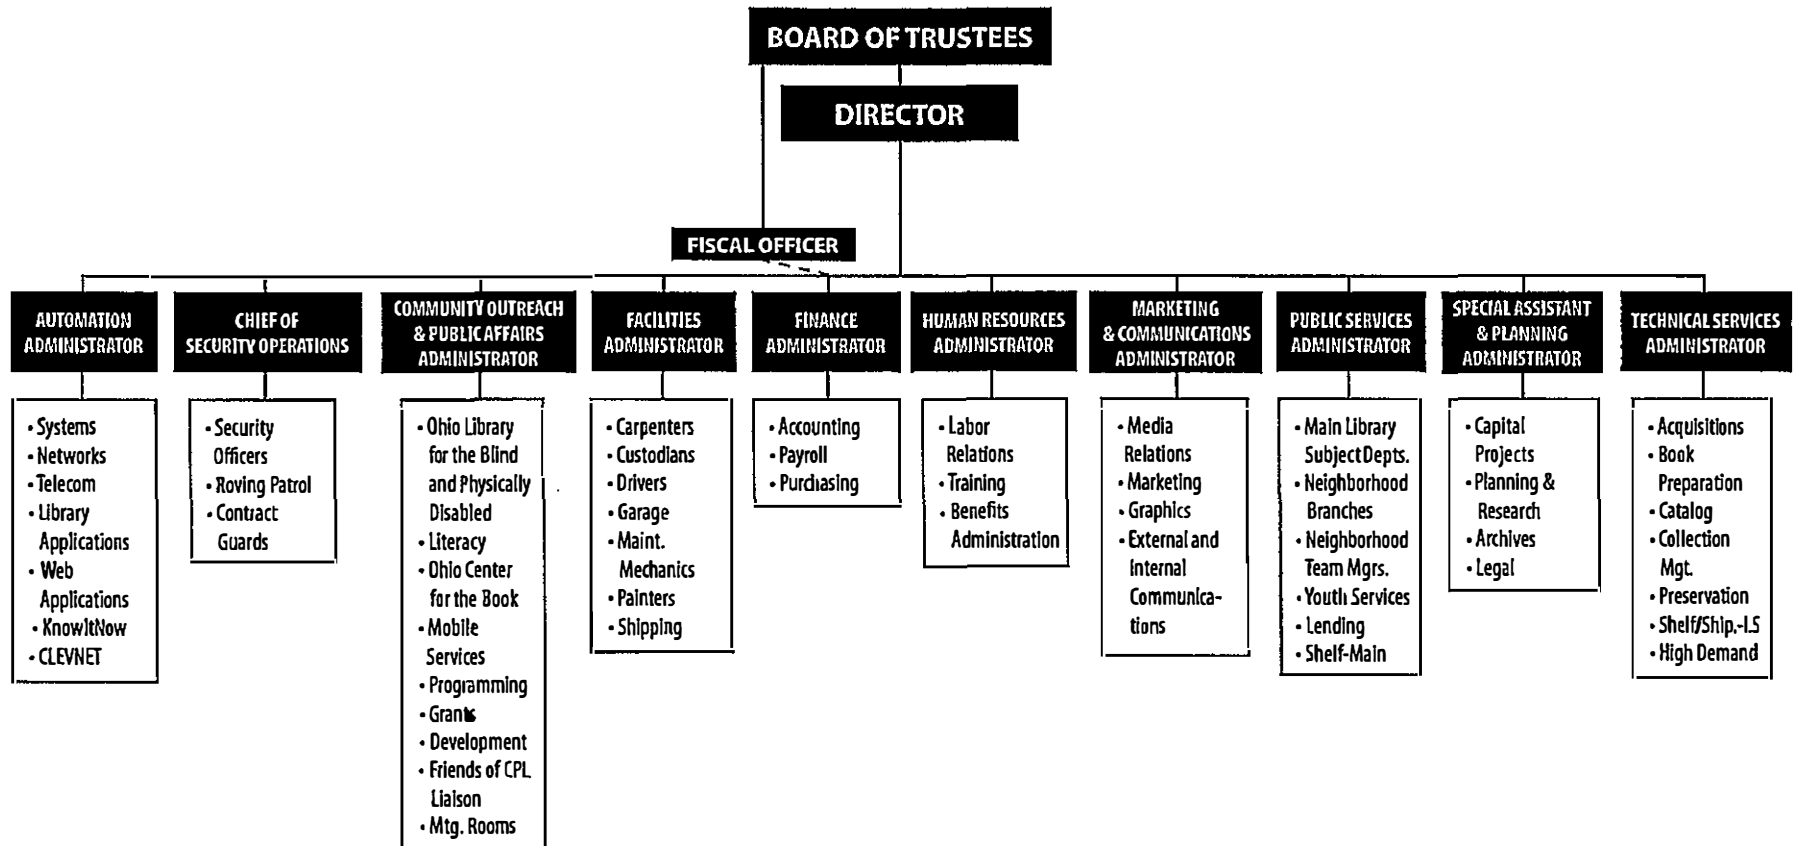 BOARD OF TRUSTEES
DIRECTOR
FISCAL OFFICER
AUTOMATION
ADMINISTRATOR
• Systems
• Networks
• Telecom
• Library
Applications
• Web
Applications
• KnowItNow
• CLEVNET
CHIEF OF
SECURITY OPERATIONS
• Security
Officers
• Roving Patrol
• Contract
Guards
COMMUNITY OUTREACH
& PUBLIC AFFAIRS
ADMINISTRATOR
• Ohio Library
for the Blind
and Physically
Disabled
• Literacy
• Ohio Center
for the Book
• Mobile
Services
• Programming
• Grants
• Development
• Friends of CPL
Liaison
• Mtg. Rooms
FACILITIES
ADMINISTRATOR
• Carpenters
• Custodians
• Drivers
• Garage
• Maint.
Mechanics
• Painters
• Shipping
FINANCE
ADMINISTRATOR
• Accounting
• Payroll
• Purchasing
HUMAN RESOURCES
ADMINISTRATOR
• Labor
Relations
• Training
• Benefits
Administration
MARKETING
& COMMUNICATIONS
ADMINISTRATOR
• Media
Relations
• Marketing
• Graphics
• External and
Internal
Communica-
tions
PUBLIC SERVICES
ADMINISTRATOR
• Main Library
Subject Depts.
• Neighborhood
Branches
• Neighborhood
Team Mgrs.
• Youth Services
• Lending
• Shelf-Main
SPECIAL ASSISTANT
& PLANNING
ADMINISTRATOR
• Capital
Projects
• Planning &
Research
• Archives
• Legal
TECHNICAL SERVICES
ADMINISTRATOR
• Acquisitions
• Book
Preparation
• Catalog
• Collection
Mgt.
• Preservation
• Shelf/Ship.-LS
• High Demand